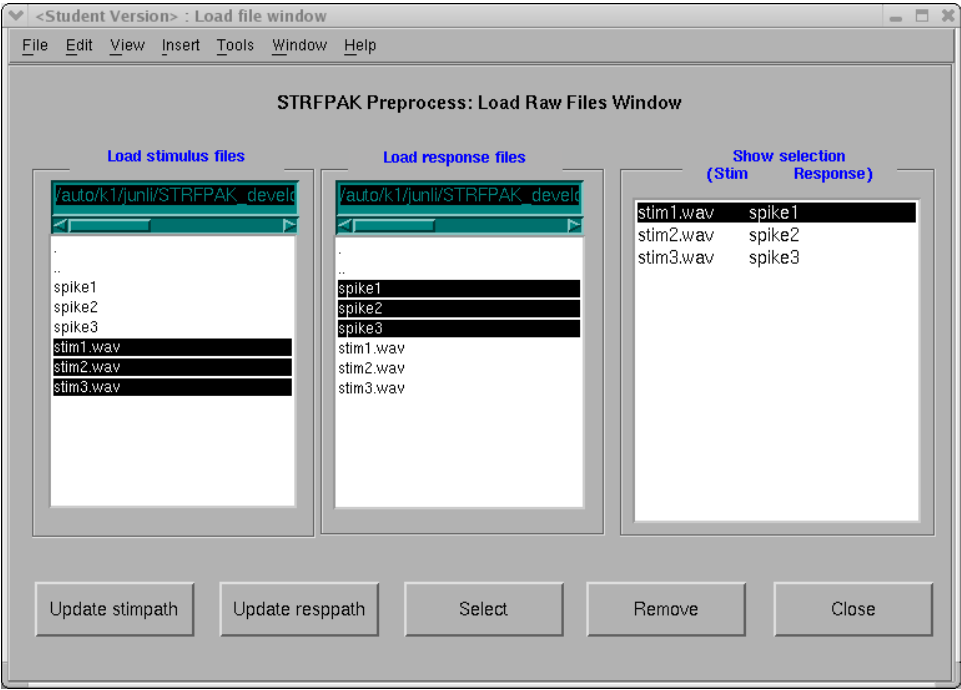 <Student Version> : Load file window
File Edit View Insert Tools Window Help
STRFPAK Preprocess: Load Raw Files Window
Load stimulus files
/auto/k1/junli/STRFPAK_develo
.
..
spike1
spike2
spike3
stim1.wav
stim2.wav
stim3.wav
Load response files
/auto/k1/junli/STRFPAK_develo
.
..
spike1
spike2
spike3
stim1.wav
stim2.wav
stim3.wav
Show selection
(Stim Response)
stim1.wav spike1
stim2.wav spike2
stim3.wav spike3
Update stimpath Update resppath Select Remove Close